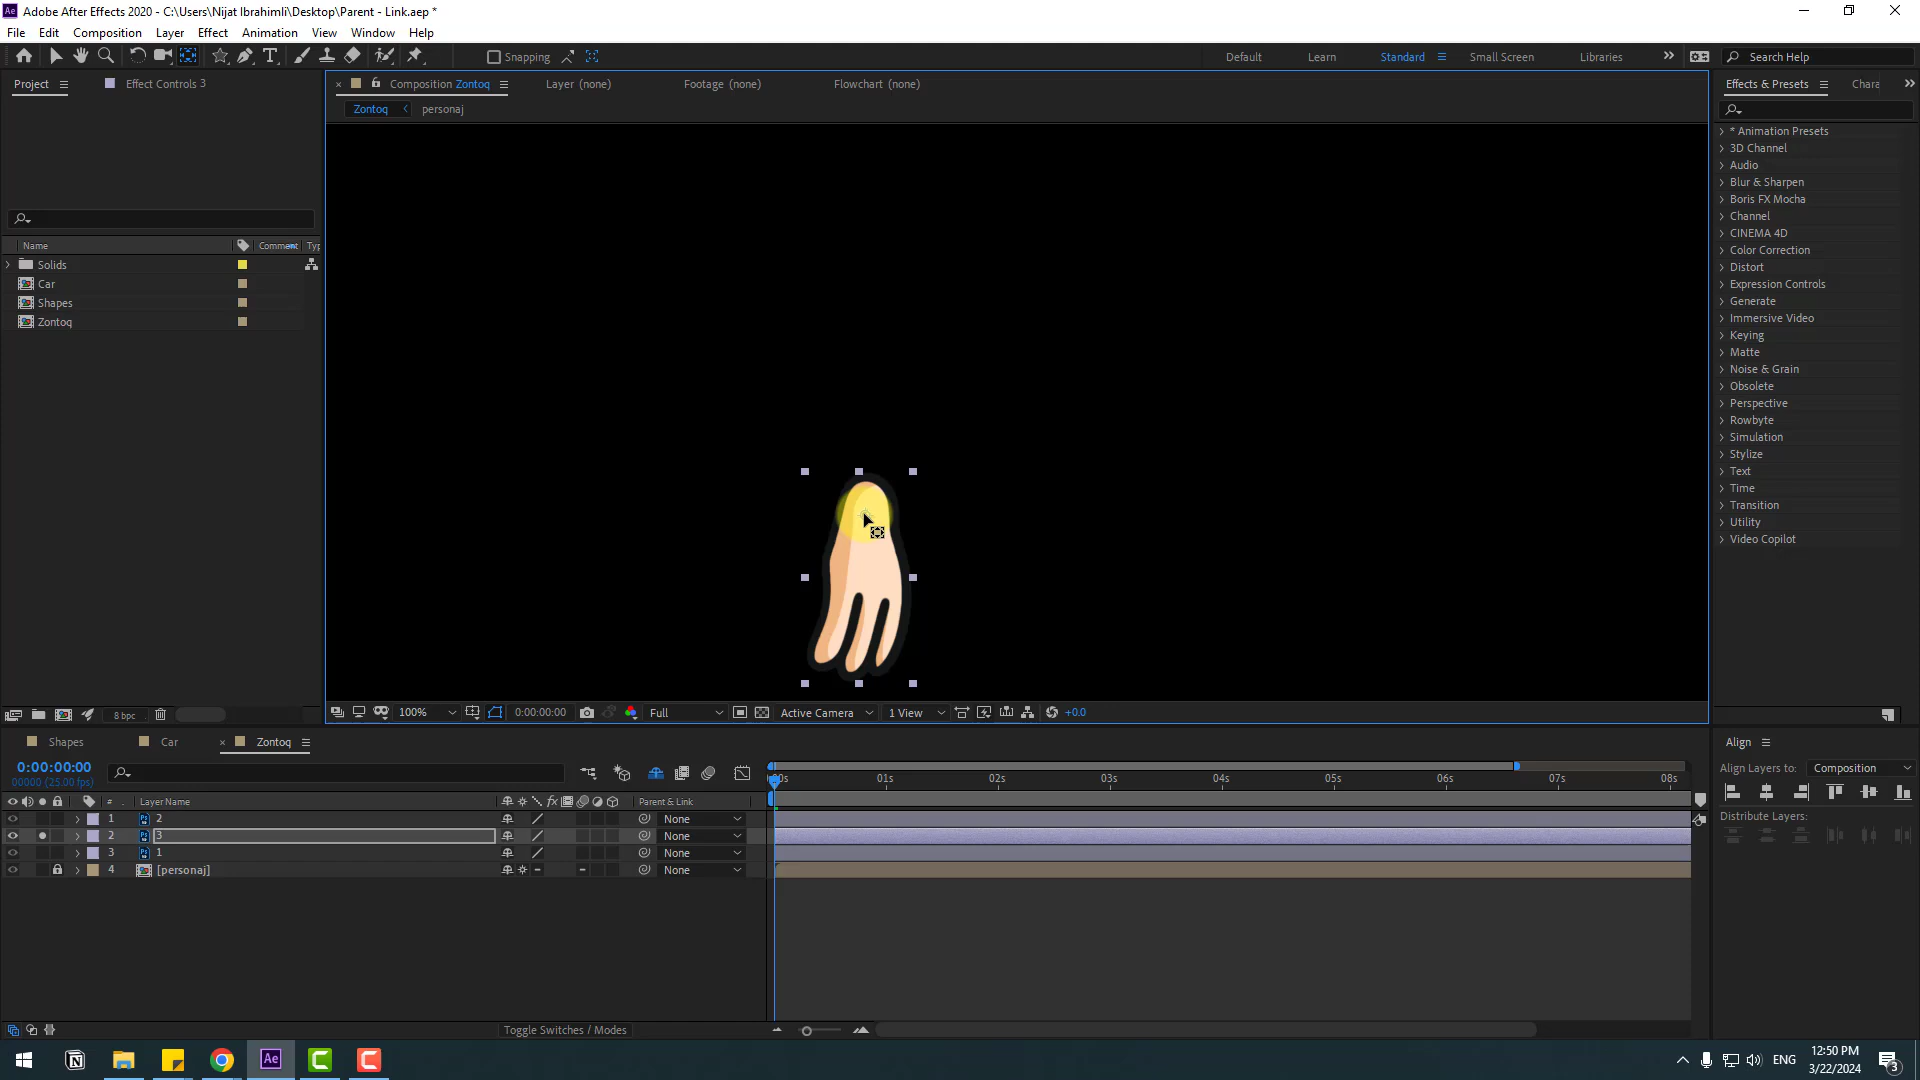 Adobe After Effects 2020 - C:\Users\Nijat Ibrahimli\Desktop\Parent - Link.aep *
File Edit Composition Layer Effect Animation View Window Help
Snapping
Default Learn Standard Small Screen Libraries Search Help
Project Effect Controls 3
Composition Zontoq Layer (none) Footage (none) Flowchart (none)
Effects & Presets Chara
Zontoq personaj
Name Comment Typ
Solids
Car
Shapes
Zontoq
* Animation Presets
3D Channel
Audio
Blur & Sharpen
Boris FX Mocha
Channel
CINEMA 4D
Color Correction
Distort
Expression Controls
Generate
Immersive Video
Keying
Matte
Noise & Grain
Obsolete
Perspective
Rowbyte
Simulation
Stylize
Text
Time
Transition
Utility
Video Copilot
8 bpc
100% 0:00:00:00 Full Active Camera 1 View +0.0
Shapes Car Zontoq
Align
0:00:00:00
00000 (25.00 fps)
:00s 01s 02s 03s 04s 05s 06s 07s 08s
Align Layers to: Composition
# Layer Name Parent & Link
1 2 None
2 3 None
3 1 None
4 [personaj] None
Distribute Layers:
Toggle Switches / Modes
ENG
12:50 PM
3/22/2024
3